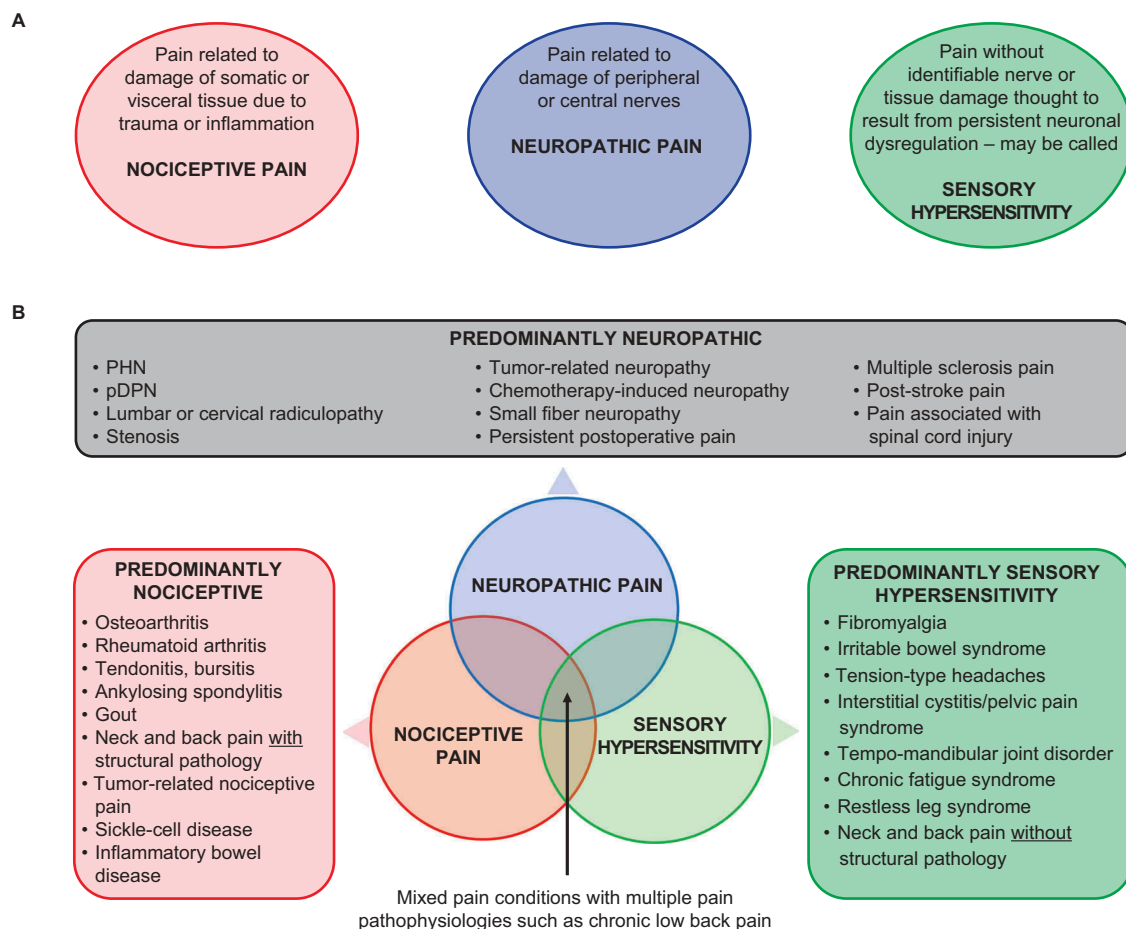 A
Pain related to
damage of somatic or
visceral tissue due to
trauma or inflammation
NOCICEPTIVE PAIN
Pain related to
damage of peripheral
or central nerves
NEUROPATHIC PAIN
Pain without
identifiable nerve or
tissue damage thought to
result from persistent neuronal
dysregulation – may be called
SENSORY
HYPERSENSITIVITY
B
PREDOMINANTLY NEUROPATHIC
• PHN
• pDPN
• Lumbar or cervical radiculopathy
• Stenosis
• Tumor-related neuropathy
• Chemotherapy-induced neuropathy
• Small fiber neuropathy
• Persistent postoperative pain
• Multiple sclerosis pain
• Post-stroke pain
• Pain associated with
spinal cord injury
PREDOMINANTLY
NOCICEPTIVE
• Osteoarthritis
• Rheumatoid arthritis
• Tendonitis, bursitis
• Ankylosing spondylitis
• Gout
• Neck and back pain with
structural pathology
• Tumor-related nociceptive
pain
• Sickle-cell disease
• Inflammatory bowel
disease
NEUROPATHIC PAIN
NOCICEPTIVE
PAIN
SENSORY
HYPERSENSITIVITY
PREDOMINANTLY SENSORY
HYPERSENSITIVITY
• Fibromyalgia
• Irritable bowel syndrome
• Tension-type headaches
• Interstitial cystitis/pelvic pain
syndrome
• Tempo-mandibular joint disorder
• Chronic fatigue syndrome
• Restless leg syndrome
• Neck and back pain without
structural pathology
Mixed pain conditions with multiple pain
pathophysiologies such as chronic low back pain